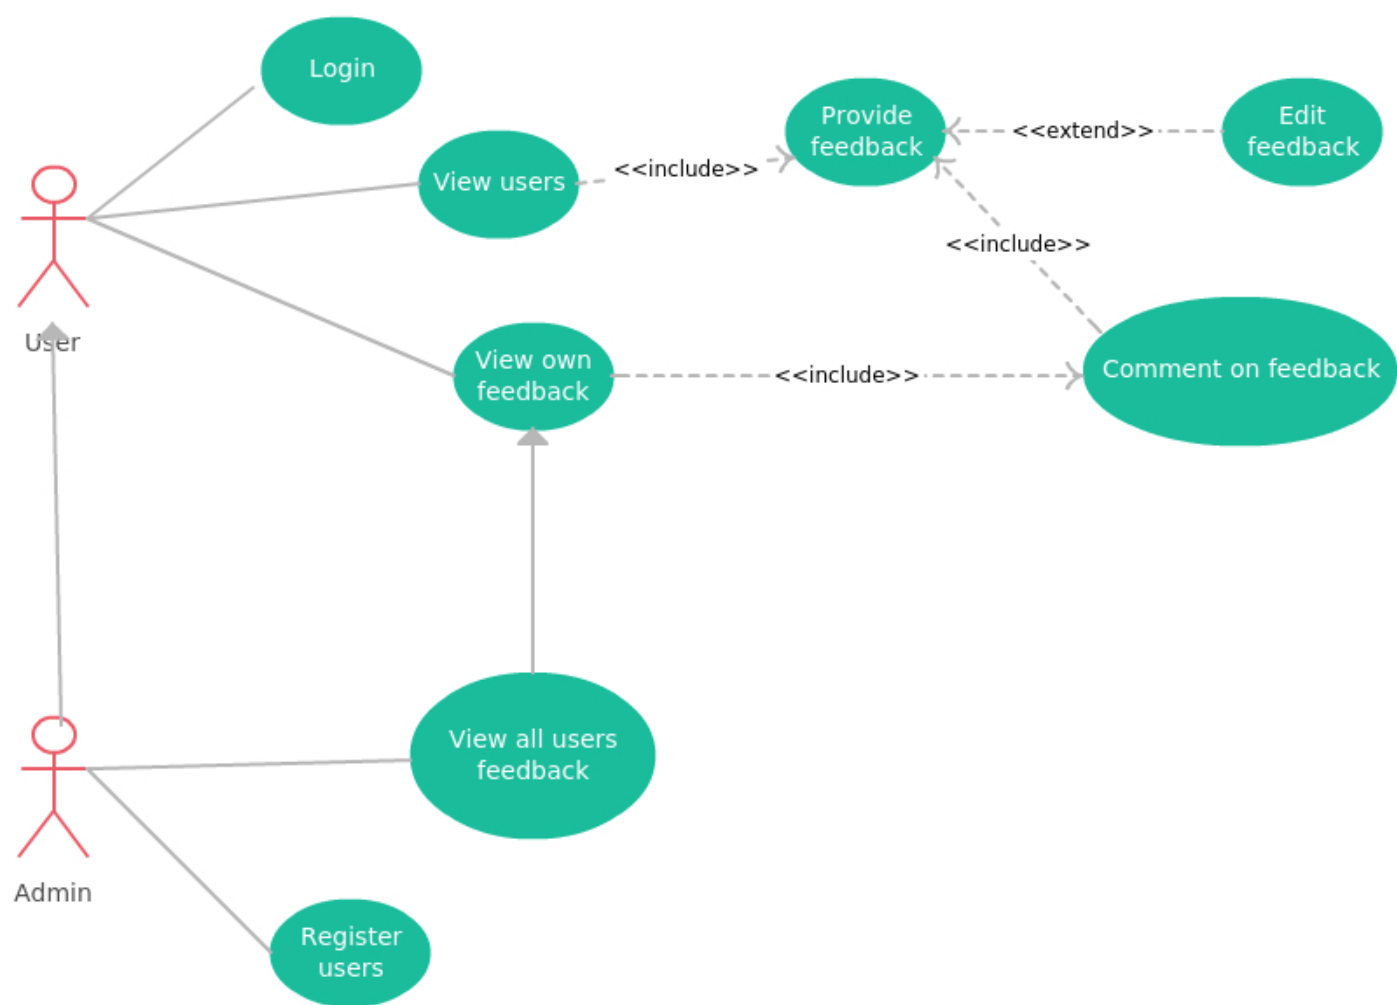 Login
Provide
feedback
<<extend>>
Edit
feedback
View users
<<include>>
<<include>>
User
View own
feedback
<<include>>
Comment on feedback
View all users
feedback
Admin
Register
users